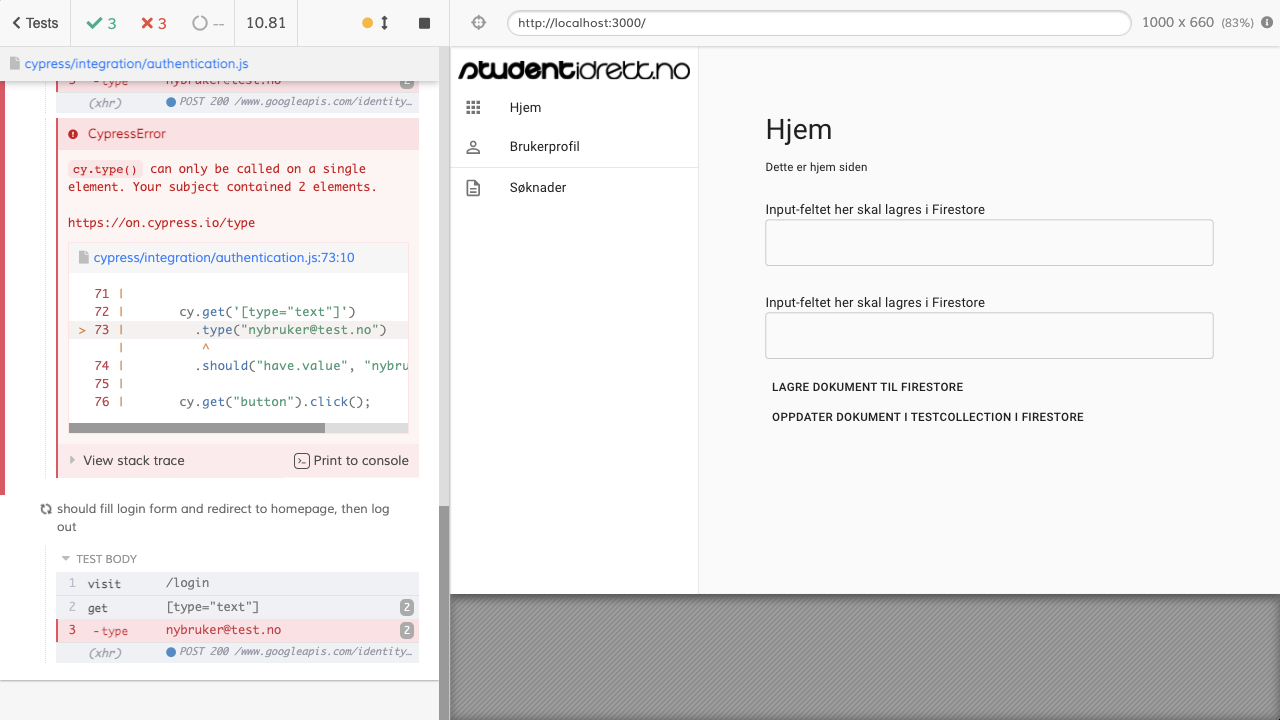 Tests
3
3
--
10.81
http://localhost:3000/
1000 x 660 (83%)
cypress/integration/authentication.js
3 -type nybruker@test.no 2
(xhr) POST 200 /www.googleapis.com/identity…
CypressError
cy.type() can only be called on a single
element. Your subject contained 2 elements.
https://on.cypress.io/type
cypress/integration/authentication.js:73:10
71 |
72 | cy.get('[type="text"]')
> 73 | .type("nybruker@test.no")
| ^
74 | .should("have.value", "nybru
75 |
76 | cy.get("button").click();
View stack trace
Print to console
should fill login form and redirect to homepage, then log
out
TEST BODY
1 visit /login
2 get [type="text"] 2
3 -type nybruker@test.no 2
(xhr) POST 200 /www.googleapis.com/identity…
studentidrett.no
Hjem
Brukerprofil
Søknader
Hjem
Dette er hjem siden
Input-feltet her skal lagres i Firestore
Input-feltet her skal lagres i Firestore
LAGRE DOKUMENT TIL FIRESTORE
OPPDATER DOKUMENT I TESTCOLLECTION I FIRESTORE